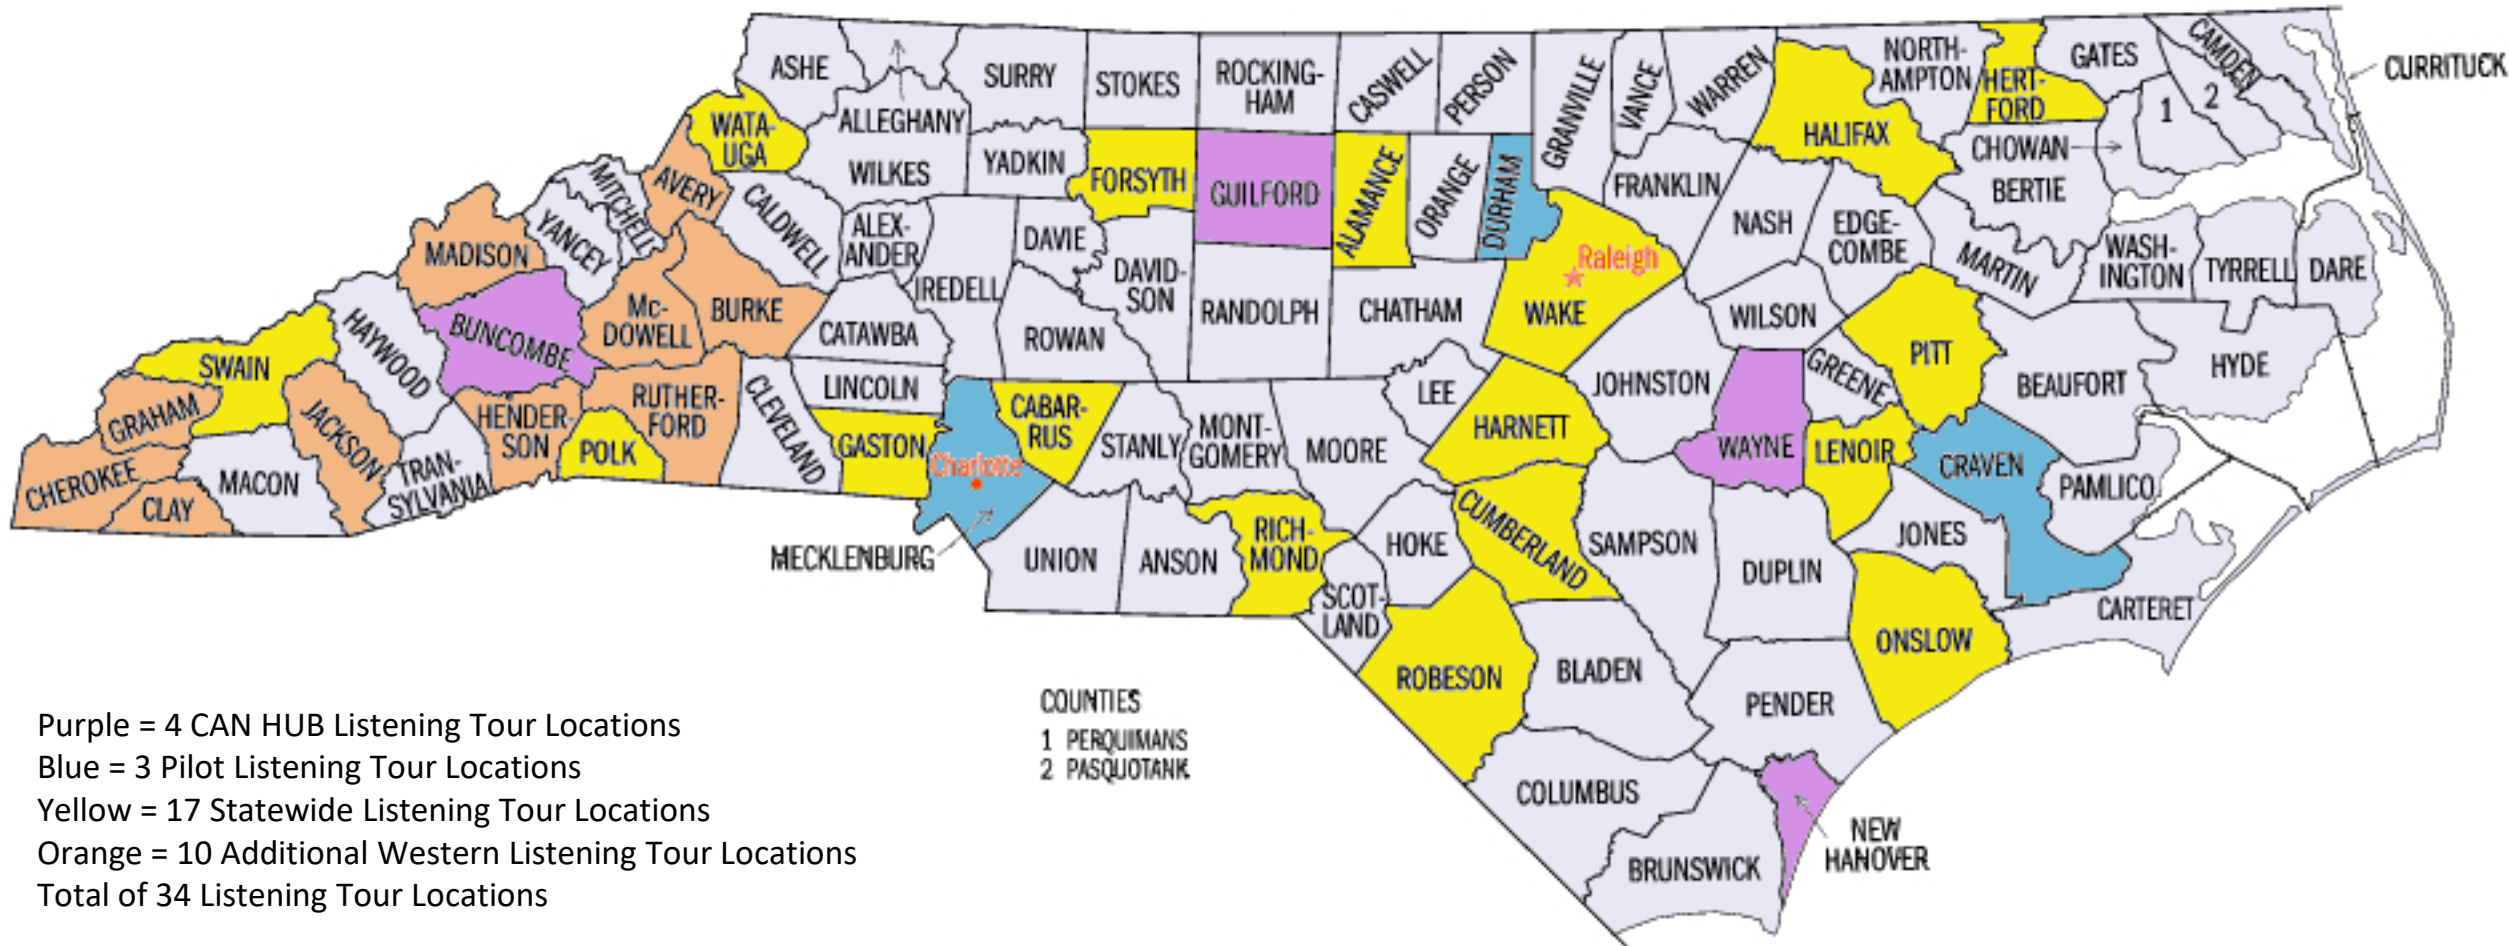 ASHE
ALLEGHANY
SURRY
STOKES
ROCKING-
HAM
CASWELL
PERSON
GRANVILLE
VANCE
WARREN
NORTH-
AMPTON
HERT-
FORD
GATES
CAMDEN
CURRITUCK
1
2
WATA-
UGA
WILKES
YADKIN
FORSYTH
GUILFORD
ALAMANCE
ORANGE
DURHAM
FRANKLIN
HALIFAX
CHOWAN
BERTIE
MITCHELL
AVERY
CALDWELL
ALEX-
ANDER
IREDELL
DAVIE
DAVID-
SON
RANDOLPH
CHATHAM
Raleigh
WAKE
NASH
EDGE-
COMBE
MARTIN
WASH-
INGTON
TYRRELL
DARE
MADISON
YANCEY
BUNCOMBE
Mc-
DOWELL
BURKE
CATAWBA
ROWAN
WILSON
PITT
BEAUFORT
HYDE
SWAIN
HAYWOOD
GRAHAM
JACKSON
HENDER-
SON
RUTHER-
FORD
POLK
CLEVELAND
LINCOLN
GASTON
CABAR-
RUS
STANLY
MONT-
GOMERY
MOORE
LEE
HARNETT
JOHNSTON
WAYNE
GREENE
LENOIR
CRAVEN
PAMLICO
CHEROKEE
CLAY
MACON
TRAN-
SYLVANIA
Charlotte
MECKLENBURG
UNION
ANSON
RICH-
MOND
SCOT-
LAND
HOKE
CUMBERLAND
SAMPSON
DUPLIN
JONES
CARTERET
ONSLOW
ROBESON
BLADEN
PENDER
COLUMBUS
BRUNSWICK
NEW
HANOVER
COUNTIES
1 PERQUIMANS
2 PASQUOTANK
Purple = 4 CAN HUB Listening Tour Locations
Blue = 3 Pilot Listening Tour Locations
Yellow = 17 Statewide Listening Tour Locations
Orange = 10 Additional Western Listening Tour Locations
Total of 34 Listening Tour Locations